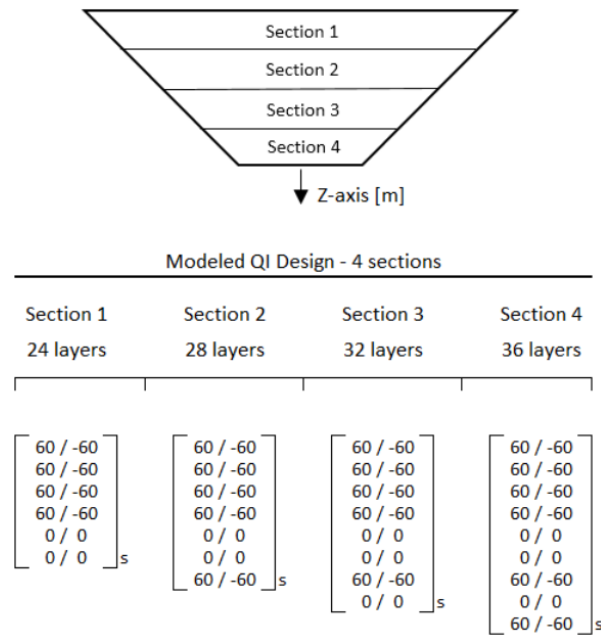 Section 1
Section 2
Section 3
Section 4
Z-axis [m]
Modeled QI Design - 4 sections
Section 1 Section 2 Section 3 Section 4
24 layers 28 layers 32 layers 36 layers
60 / -60 60 / -60 60 / -60 60 / -60
60 / -60 60 / -60 60 / -60 60 / -60
60 / -60 60 / -60 60 / -60 60 / -60
60 / -60 60 / -60 60 / -60 60 / -60
0 / 0 0 / 0 0 / 0 0 / 0
0 / 0 s 0 / 0 0 / 0 0 / 0
60 / -60 s 60 / -60 60 / -60
0 / 0 s 0 / 0
60 / -60 s